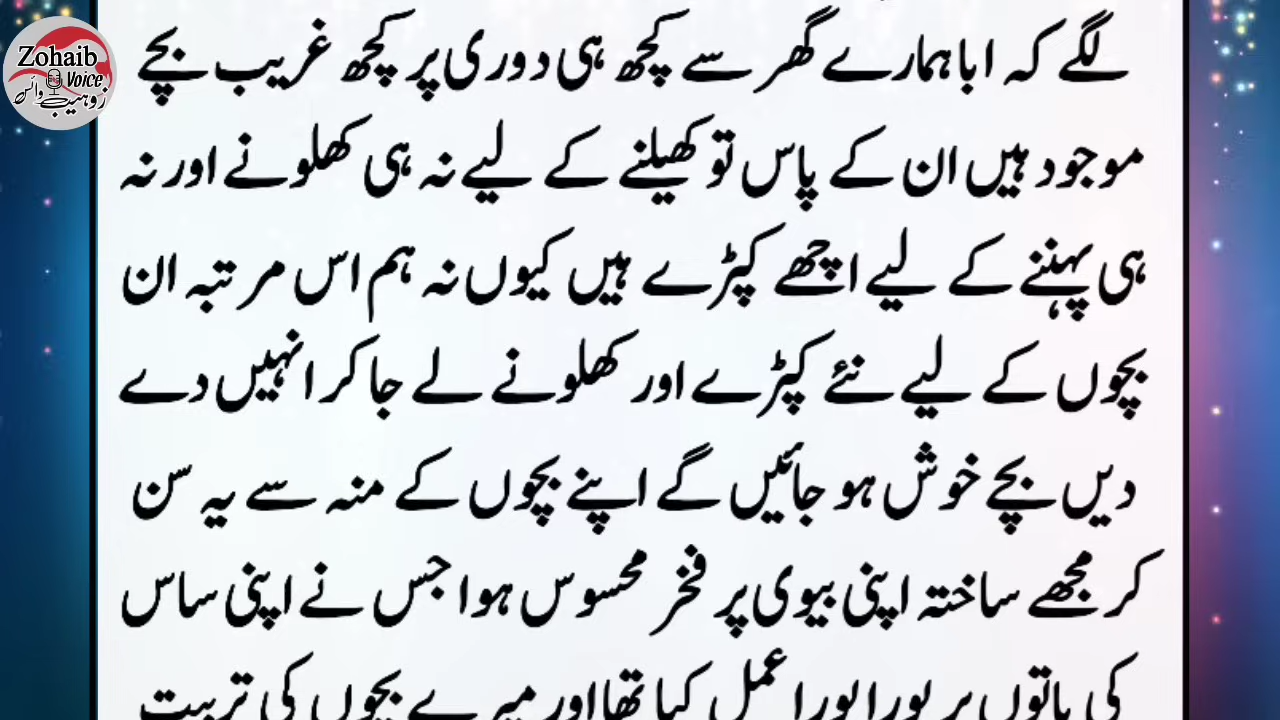 Zohaib
Voice
زوہیب وائس
لگے کہ ابا ہمارے گھر سے کچھ ہی دوری پر کچھ غریب بچے
موجود ہیں ان کے پاس تو کھیلنے کے لیے نہ ہی کھلونے اور نہ
ہی پہننے کے لیے اچھے کپڑے ہیں کیوں نہ ہم اس مرتبہ ان
بچوں کے لیے نئے کپڑے اور کھلونے لے جا کر انہیں دے
دیں بچے خوش ہو جائیں گے اپنے بچوں کے منہ سے یہ سن
کر مجھے ساختہ اپنی بیوی پر فخر محسوس ہوا جس نے اپنی ساس
کی باتوں پر پورا پورا عمل کیا تھا اور میرے بچوں کی تربیت